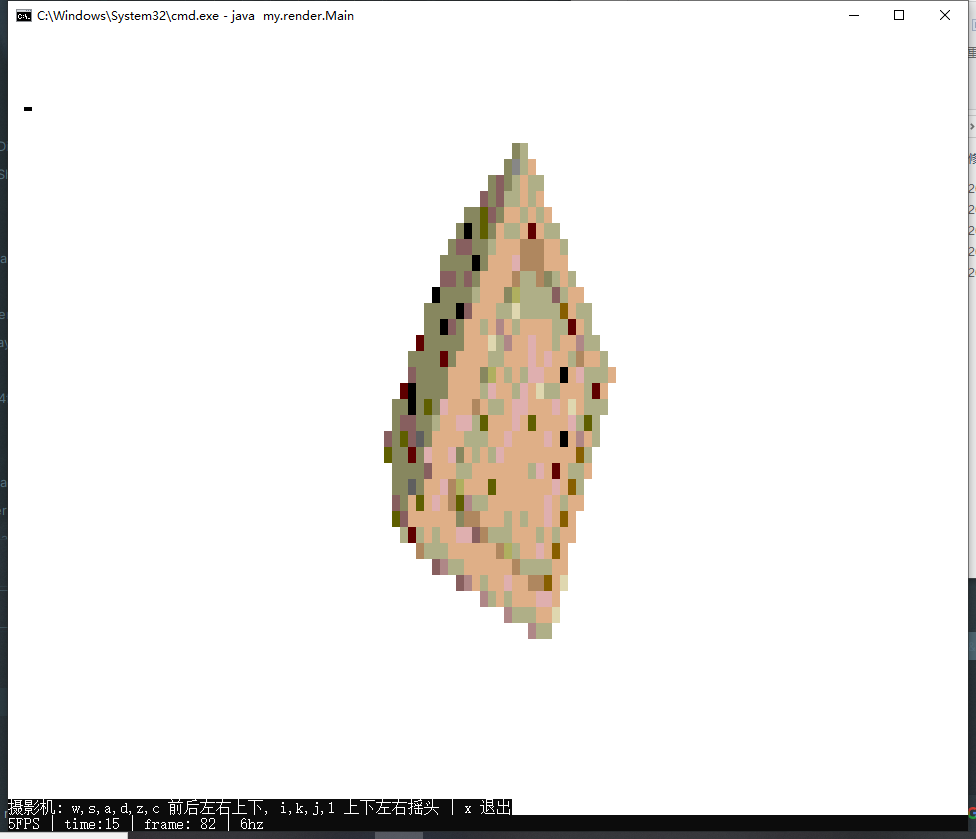 C:\Windows\System32\cmd.exe - java  my.render.Main
摄影机: w,s,a,d,z,c 前后左右上下, i,k,j,l 上下左右摇头 | x 退出
5FPS | time:15 | frame: 82 | 6hz